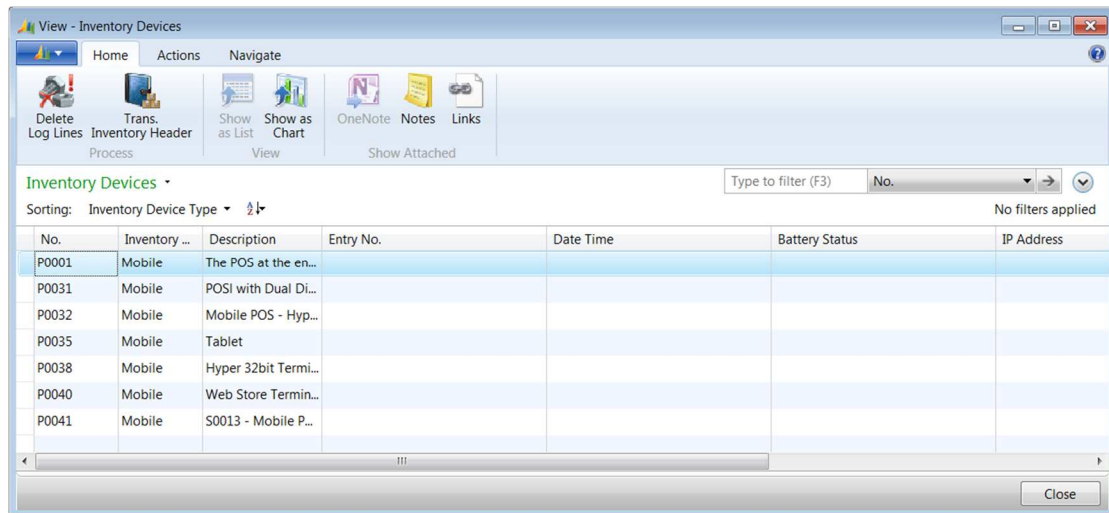 View - Inventory Devices
Home Actions Navigate
Delete Log Lines
Trans. Inventory Header
Show as List
Show as Chart
OneNote
Notes
Links
Process View Show Attached
Inventory Devices
Type to filter (F3) No.
Sorting: Inventory Device Type No filters applied
No. Inventory ... Description Entry No. Date Time Battery Status IP Address
P0001 Mobile The POS at the en...
P0031 Mobile POSI with Dual Di...
P0032 Mobile Mobile POS - Hyp...
P0035 Mobile Tablet
P0038 Mobile Hyper 32bit Termi...
P0040 Mobile Web Store Termin...
P0041 Mobile S0013 - Mobile P...
Close